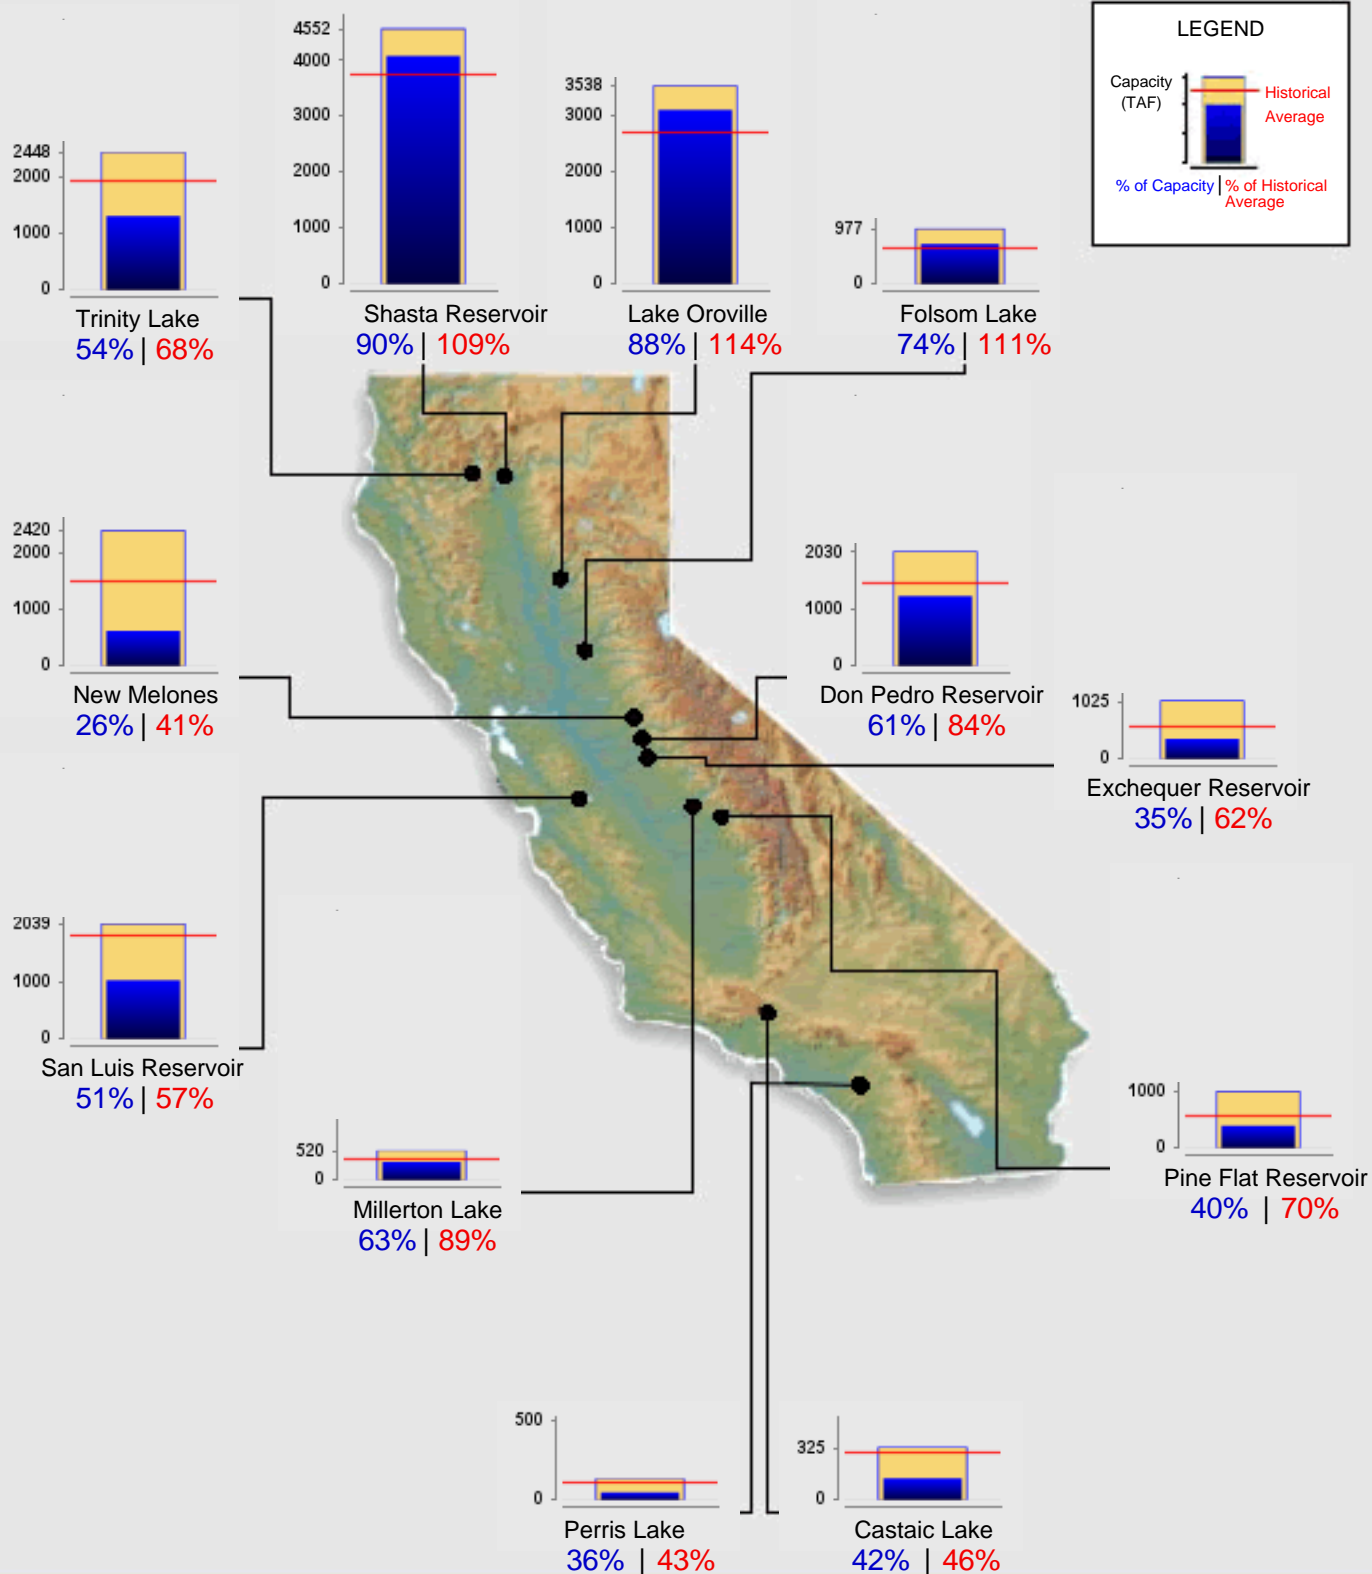 4552
4000
3000
2000
1000
0
Shasta Reservoir
90% | 109%
3538
3000
2000
1000
0
Lake Oroville
88% | 114%
LEGEND
Capacity
(TAF)
Historical
Average
% of Capacity | % of Historical
Average
2448
2000
1000
0
Trinity Lake
54% | 68%
977
0
Folsom Lake
74% | 111%
2420
2000
1000
0
New Melones
26% | 41%
2030
1000
0
Don Pedro Reservoir
61% | 84%
1025
0
Exchequer Reservoir
35% | 62%
2039
1000
0
San Luis Reservoir
51% | 57%
520
0
Millerton Lake
63% | 89%
1000
0
Pine Flat Reservoir
40% | 70%
500
0
Perris Lake
36% | 43%
325
0
Castaic Lake
42% | 46%